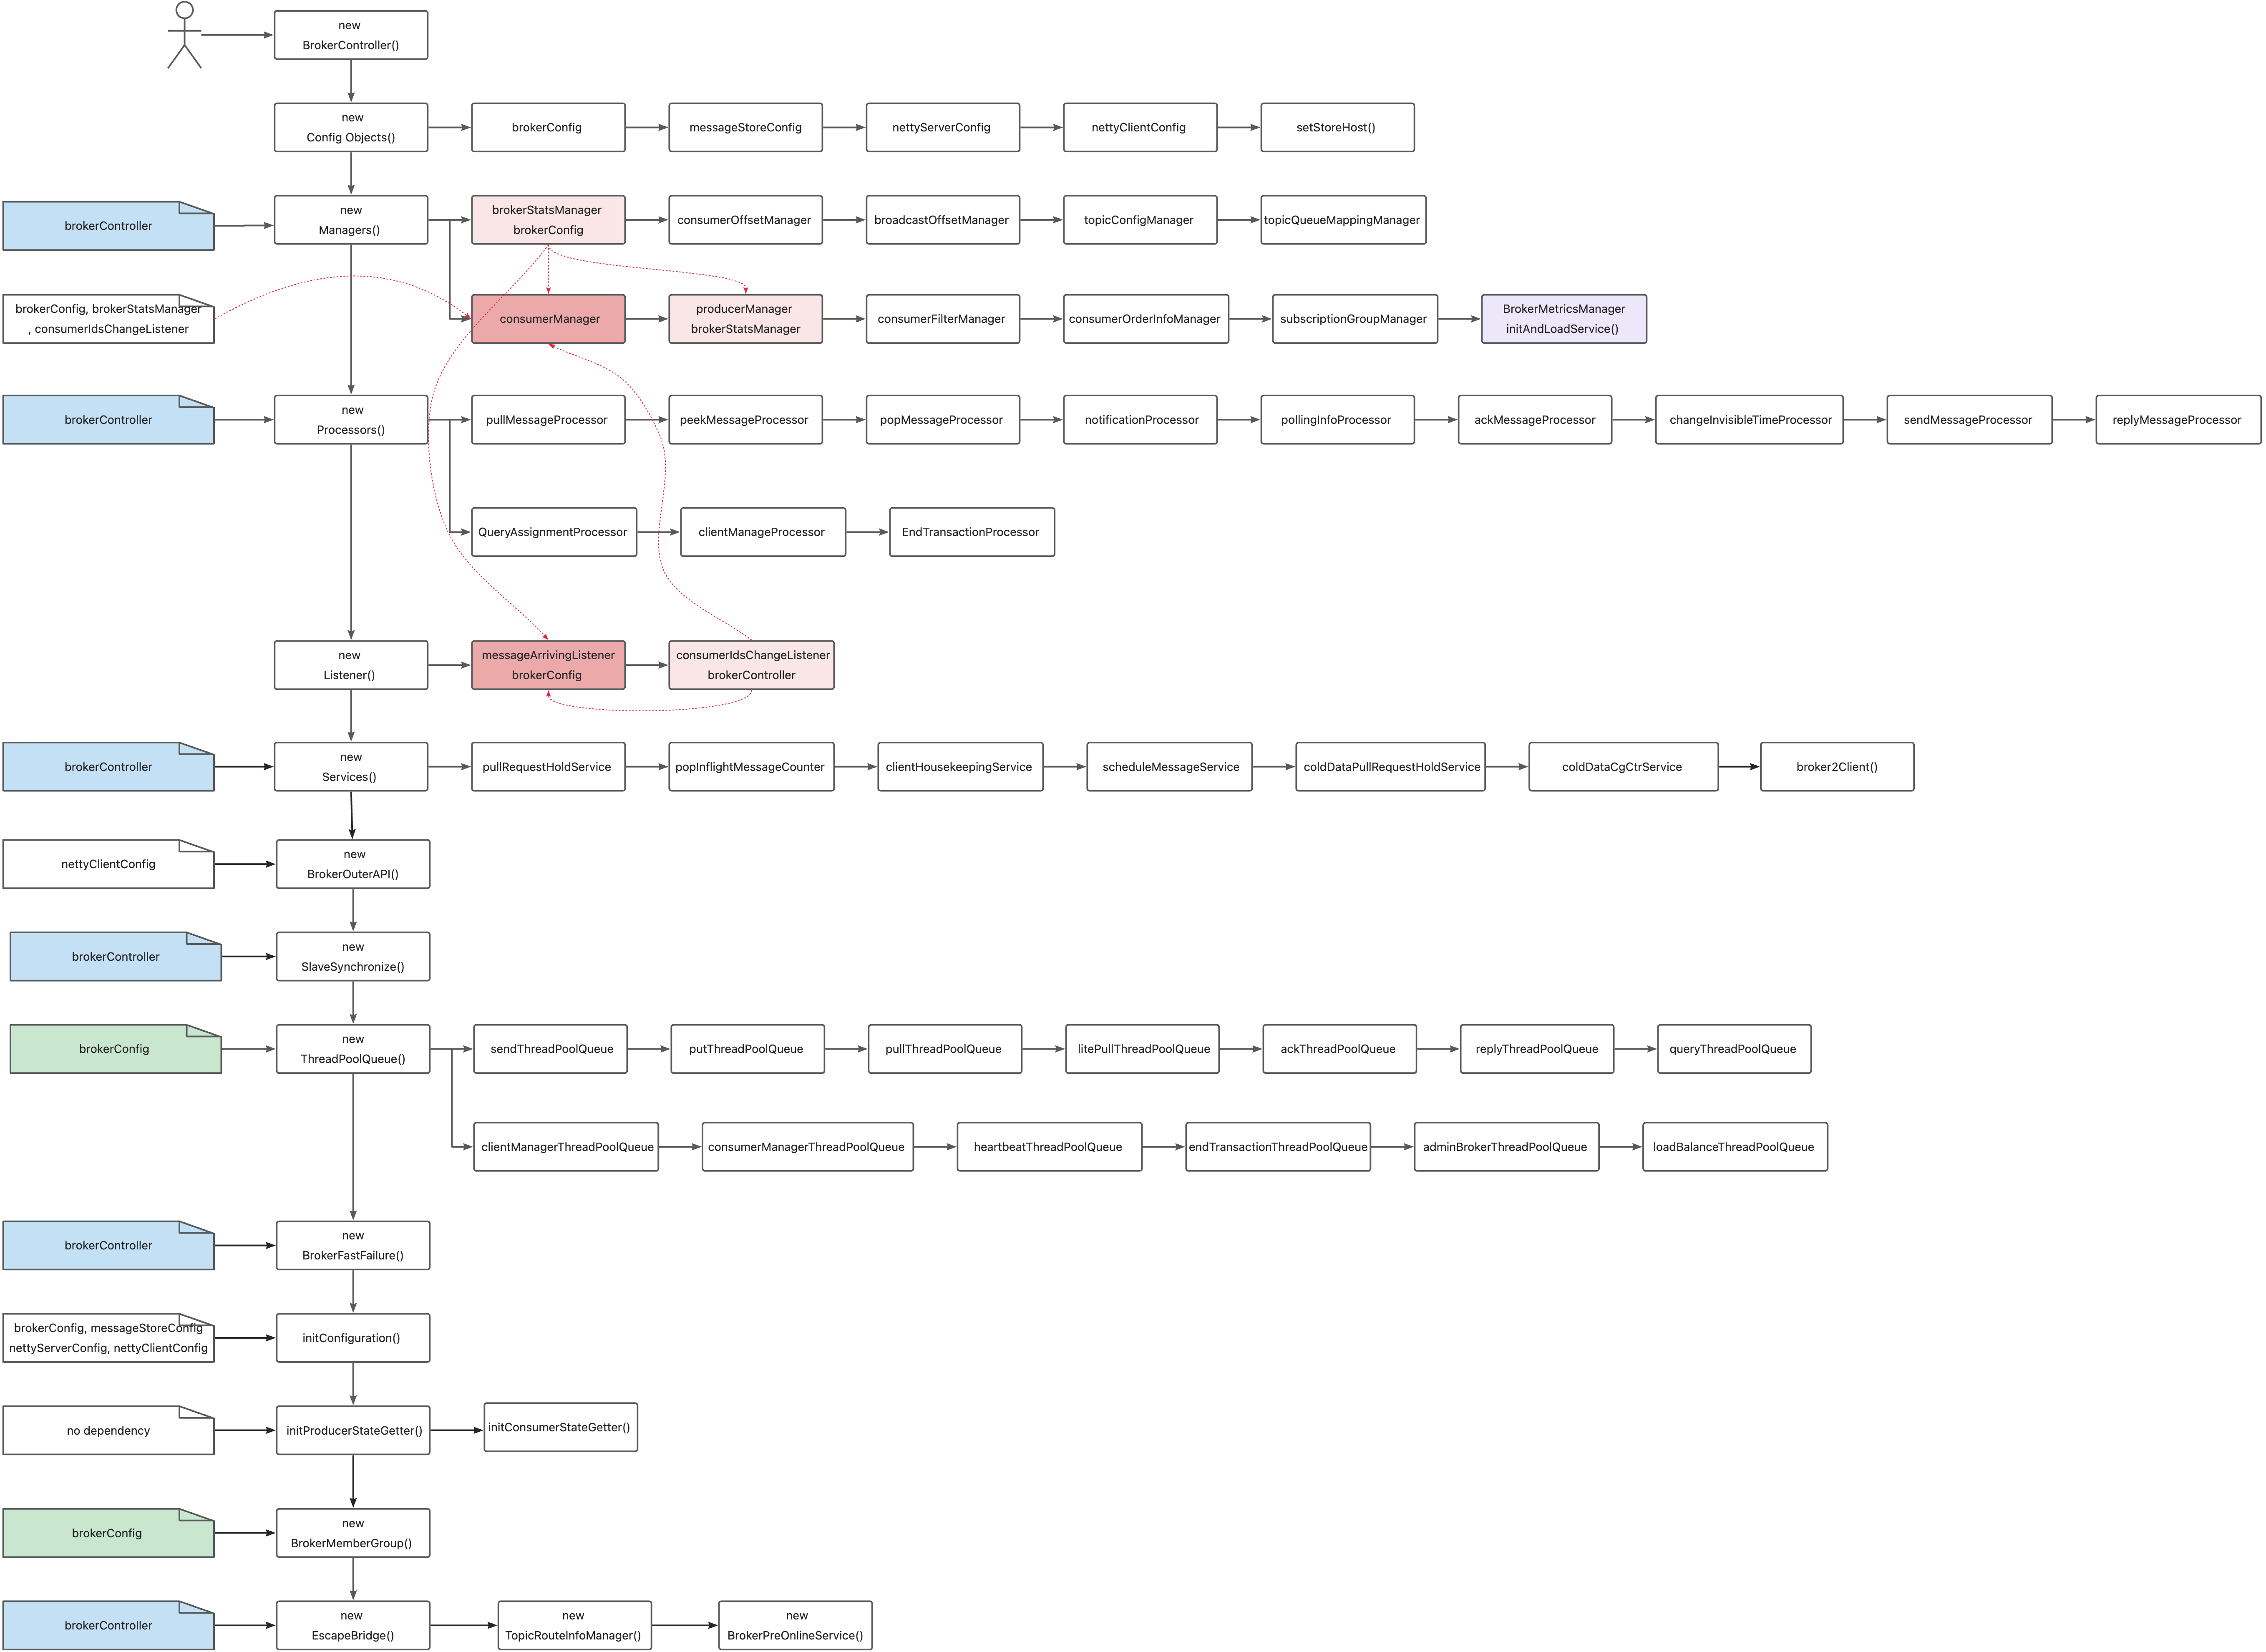 new
BrokerController()
new
Config Objects()
brokerConfig
messageStoreConfig
nettyServerConfig
nettyClientConfig
setStoreHost()
brokerController
new
Managers()
brokerStatsManager
brokerConfig
consumerOffsetManager
broadcastOffsetManager
topicConfigManager
topicQueueMappingManager
brokerConfig, brokerStatsManager
, consumerIdsChangeListener
consumerManager
producerManager
brokerStatsManager
consumerFilterManager
consumerOrderInfoManager
subscriptionGroupManager
BrokerMetricsManager
initAndLoadService()
brokerController
new
Processors()
pullMessageProcessor
peekMessageProcessor
popMessageProcessor
notificationProcessor
pollingInfoProcessor
ackMessageProcessor
changeInvisibleTimeProcessor
sendMessageProcessor
replyMessageProcessor
QueryAssignmentProcessor
clientManageProcessor
EndTransactionProcessor
new
Listener()
messageArrivingListener
brokerConfig
consumerIdsChangeListener
brokerController
brokerController
new
Services()
pullRequestHoldService
popInflightMessageCounter
clientHousekeepingService
scheduleMessageService
coldDataPullRequestHoldService
coldDataCgCtrService
broker2Client()
nettyClientConfig
new
BrokerOuterAPI()
brokerController
new
SlaveSynchronize()
brokerConfig
new
ThreadPoolQueue()
sendThreadPoolQueue
putThreadPoolQueue
pullThreadPoolQueue
litePullThreadPoolQueue
ackThreadPoolQueue
replyThreadPoolQueue
queryThreadPoolQueue
clientManagerThreadPoolQueue
consumerManagerThreadPoolQueue
heartbeatThreadPoolQueue
endTransactionThreadPoolQueue
adminBrokerThreadPoolQueue
loadBalanceThreadPoolQueue
brokerController
new
BrokerFastFailure()
brokerConfig, messageStoreConfig
nettyServerConfig, nettyClientConfig
initConfiguration()
no dependency
initProducerStateGetter()
initConsumerStateGetter()
brokerConfig
new
BrokerMemberGroup()
brokerController
new
EscapeBridge()
new
TopicRouteInfoManager()
new
BrokerPreOnlineService()